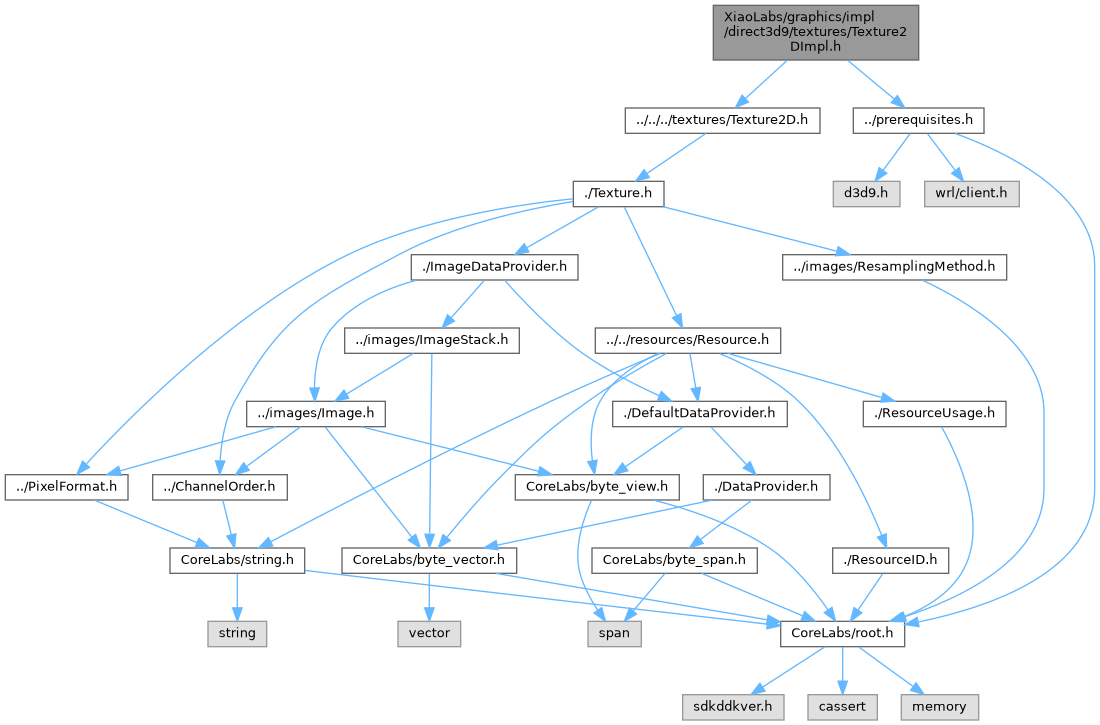 XiaoLabs/graphics/impl
/direct3d9/textures/Texture2
DImpl.h
../../../textures/Texture2D.h
../prerequisites.h
./Texture.h
d3d9.h
wrl/client.h
./ImageDataProvider.h
../images/ResamplingMethod.h
../images/ImageStack.h
../../resources/Resource.h
../images/Image.h
./DefaultDataProvider.h
./ResourceUsage.h
../PixelFormat.h
../ChannelOrder.h
CoreLabs/byte_view.h
./DataProvider.h
CoreLabs/string.h
CoreLabs/byte_vector.h
CoreLabs/byte_span.h
./ResourceID.h
string
vector
span
CoreLabs/root.h
sdkddkver.h
cassert
memory